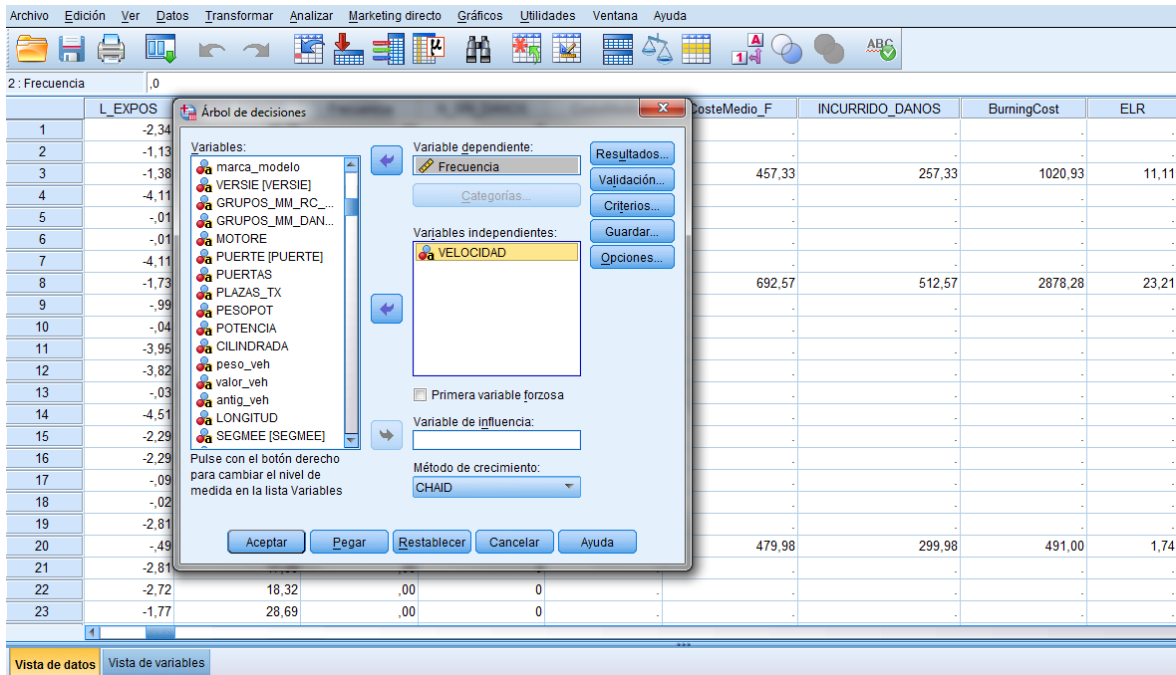 Archivo Edición Ver Datos Transformar Analizar Marketing directo Gráficos Utilidades Ventana Ayuda
1 A ABC
2 : Frecuencia ,0
L_EXPOS CosteMedio_F INCURRIDO_DANOS BurningCost ELR
1 -2,34 . . . .
2 -1,13 . . . .
3 -1,38 457,33 257,33 1020,93 11,11
4 -4,11 . . . .
5 -,01 . . . .
6 -,01 . . . .
7 -4,11 . . . .
8 -1,73 692,57 512,57 2878,28 23,21
9 -,99 . . . .
10 -,04 . . . .
11 -3,95 . . . .
12 -3,82 . . . .
13 -,03 . . . .
14 -4,51 . . . .
15 -2,29 . . . .
16 -2,29 . . . .
17 -,09 . . . .
18 -,02 . . . .
19 -2,81 . . . .
20 -,49 479,98 299,98 491,00 1,74
21 -2,81 . . . .
22 -2,72 18,32 ,00 0 . . . . .
23 -1,77 28,69 ,00 0 . . . . .
Árbol de decisiones
Variables:
marca_modelo
VERSIE [VERSIE]
GRUPOS_MM_RC_...
GRUPOS_MM_DAN...
MOTORE
PUERTE [PUERTE]
PUERTAS
PLAZAS_TX
PESOPOT
POTENCIA
CILINDRADA
peso_veh
valor_veh
antig_veh
LONGITUD
SEGMEE [SEGMEE]
Pulse con el botón derecho
para cambiar el nivel de
medida en la lista Variables
Variable dependiente:
Frecuencia
Categorías...
Variables independientes:
VELOCIDAD
Primera variable forzosa
Variable de influencia:
Método de crecimiento:
CHAID
Resultados...
Validación...
Criterios...
Guardar...
Opciones...
Aceptar Pegar Restablecer Cancelar Ayuda
Vista de datos Vista de variables